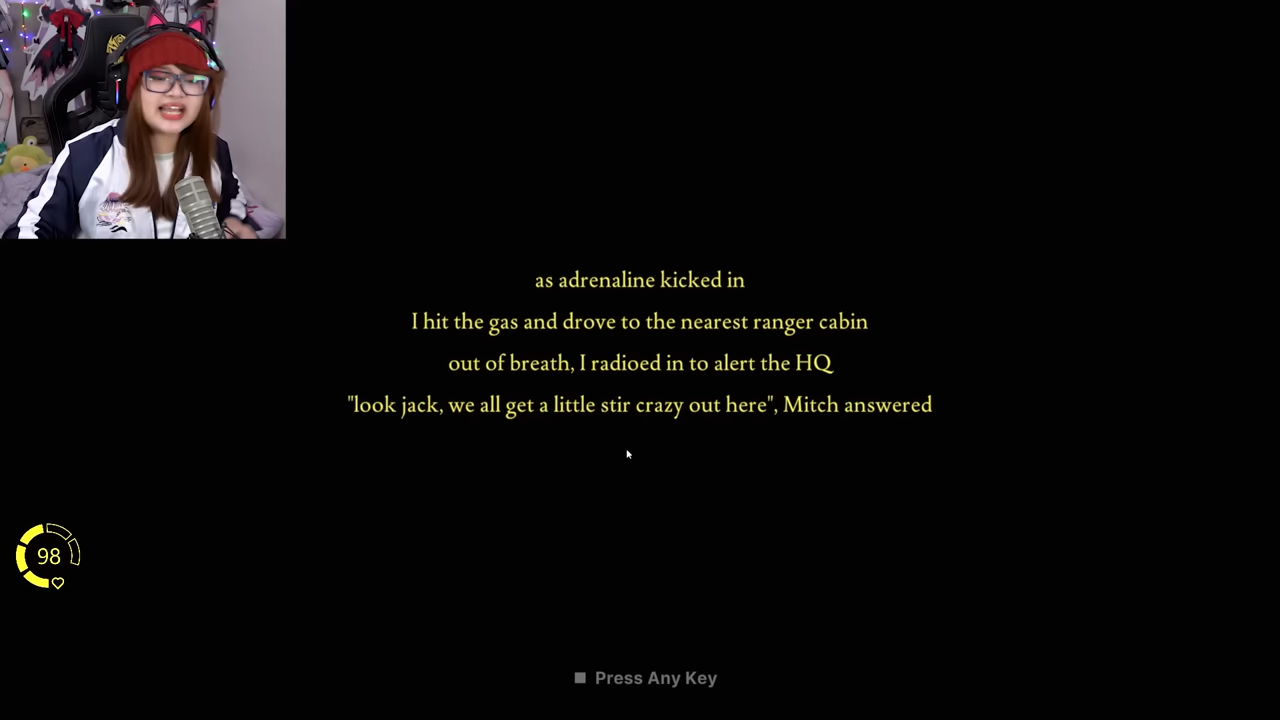 as adrenaline kicked in
I hit the gas and drove to the nearest ranger cabin
out of breath, I radioed in to alert the HQ
"look jack, we all get a little stir crazy out here", Mitch answered
98
Press Any Key